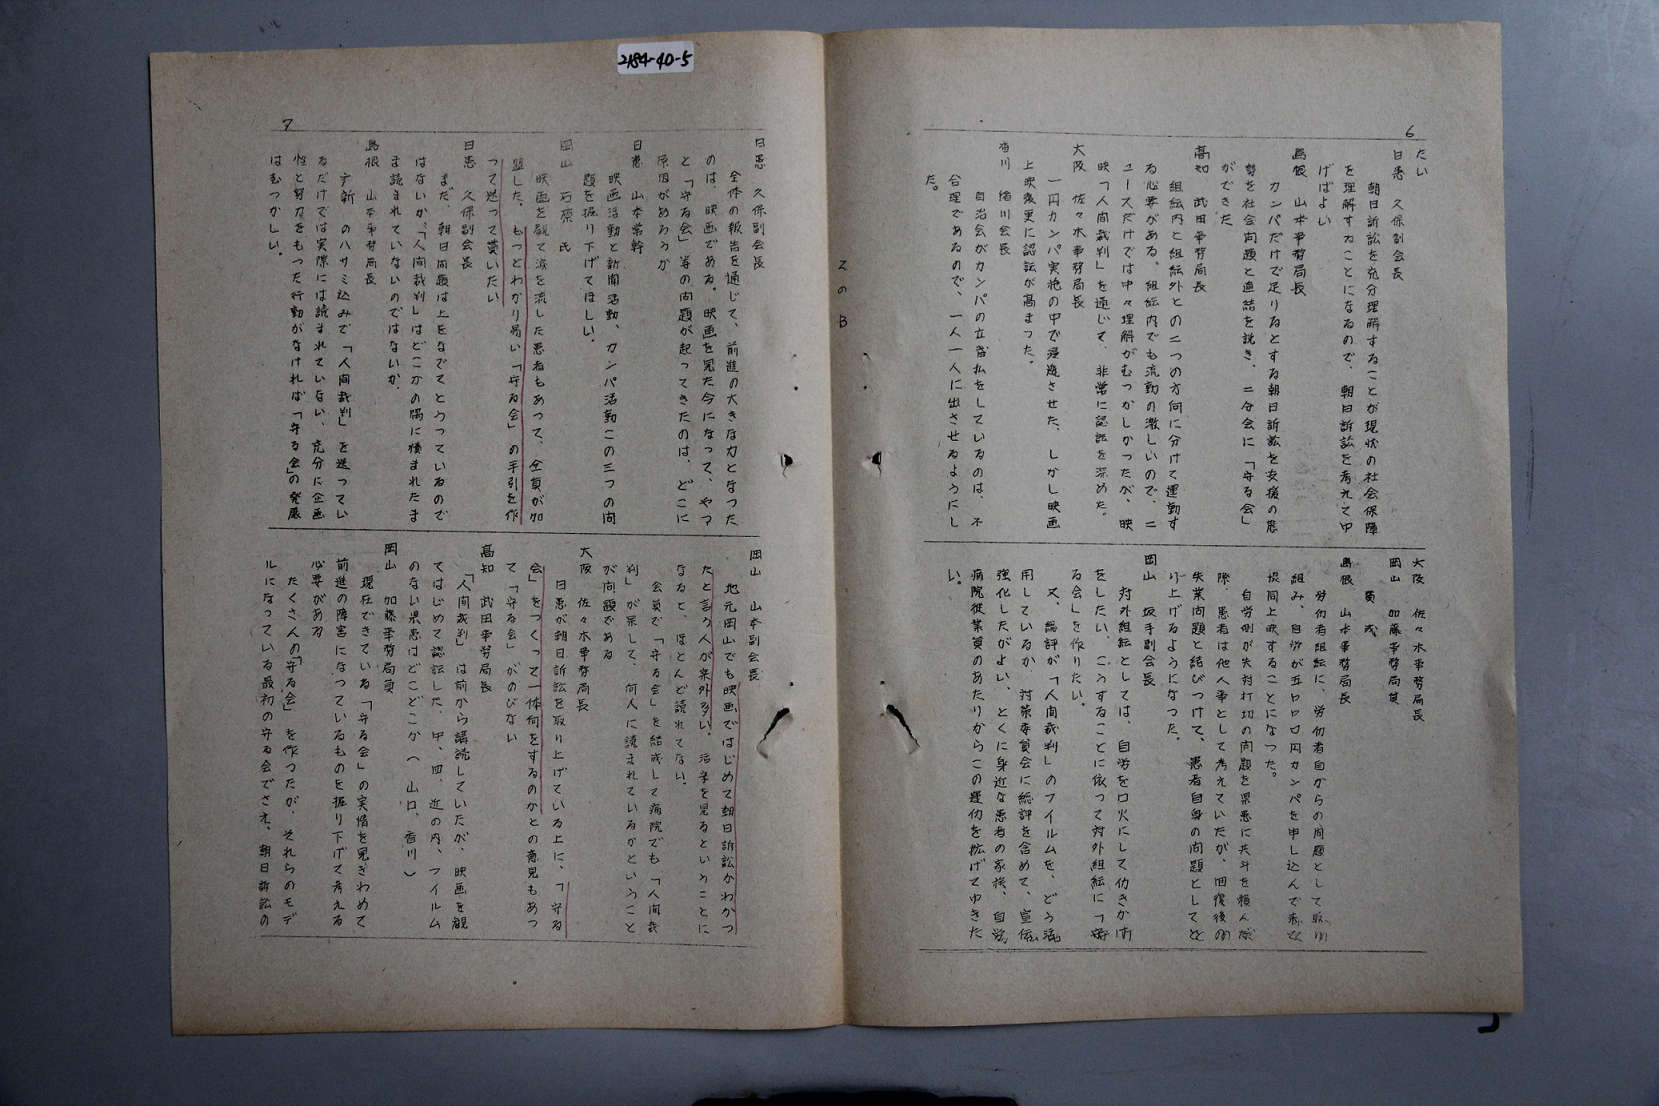 2184-40-5
6
たい
日患 久保副会長
朝日訴訟を充分理解することが現状の社会保障
を理解することになるので、朝日訴訟を考えて中
げばよい
島根 山本事務局長
カンパだけで足りるとする朝日訴訟を安価の態
勢を社会問題と直結を説き、二分会に「守る会」
ができた
高知 武田事務局長
組織内と組織外との二つの方向に分けて運動す
る必要がある。組織内でも流動の激しいので、ニ
ュースだけでは中々理解がむつかしかったが、映
画「人間裁判」を通じて、非常に認識を深めた。
大阪 佐々木事務局長
一円カンパ実施の中で浸透させた、しかし映画
上映後更に認識が高まった。
香川 会長
自治会がカンパの立替払をしているのは、不
合理であるので、一人一人に出させるようにし
た。
大阪 佐々木事務局長
賛成
岡山 加藤事務局員
島根 山本事務局長
労仂者組織に、労仂者自からの問題として取り
組み、自労が五〇〇〇円カンパを申し込んで来た
協同上映することになった。
自労側が失対打切の問題を県患に共斗を頼んだ
際、患者は他人事として考えていたが、回復後の
失業問題と結びつけて、患者自身の問題としてと
り上げるようになった。
岡山 坂手副会長
対外組織としては、自労を口火にして仂きかけ
をしたい、こうすることに依って対外組織に「守
る会」を作りたい。
又、総評が「人間裁判」のフイルムを、どう活
用しているか、対策委員会に総評を含めて、宣伝
強化したがよい、とくに身近な患者の家族、自労
病院従業員のあたりからこの運仂を拡げて中きた
い。
2のB
7
日患 久保副会長
全体の報告を通じて、前進の大きな力となった
のは、映画である。映画を見た今になって、やっ
と「守る会」等の問題が起ってきたのは、どこに
原因があろうか
日患 山本常幹
映画活動と新聞活動、カンパ活動この三つの問
題を掘り下げてほしい。
岡山 石原 氏
映画を観て涙を流した患者もあって、全員が加
盟した。もっとわかり易い「守る会」の手引を作
って送って貰いたい
日患 久保副会長
まだ、朝日問題は上をなでてとうっているので
はないか、「人間裁判」はどこかの隅に積まれたま
ま読まれていないのではないか。
島根 山本事務局長
のハサミ込みで「人間裁判」を送ってい
るだけでは実際には読まれていない、充分に企画
性と努力をもった行動がなければ「守る会」の発展
はむつかしい。
岡山 山本副会長
地元岡山でも映画ではじめて朝日訴訟がわかっ
たと言う人が案外多い。活字を見るということに
なると、ほとんど読れてない。
会員で「守る会」を結成して病院でも「人間裁
判」が果して、何人に読まれているかということ
が問題である
大阪 佐々木事務局長
日患が朝日訴訟を取り上げている上に、「守る
会」をつくって一体何をするのかとの意見もあっ
て「守る会」がのびない
高知 武田事務局長
「人間裁判」は前から講読していたが、映画を観
てはじめて認識した、中、四、近の内、フイルム
のない県患はどことどこか（山口、香川）
岡山 加藤事務局員
現在できている「守る会」の実情を見きわめて
前進の障害になっているものを掘り下げて考える
必要がある
たくさんの「守る会」を作ったが、それらのモデ
ルになっている最初の守る会でさえ、朝日訴訟の